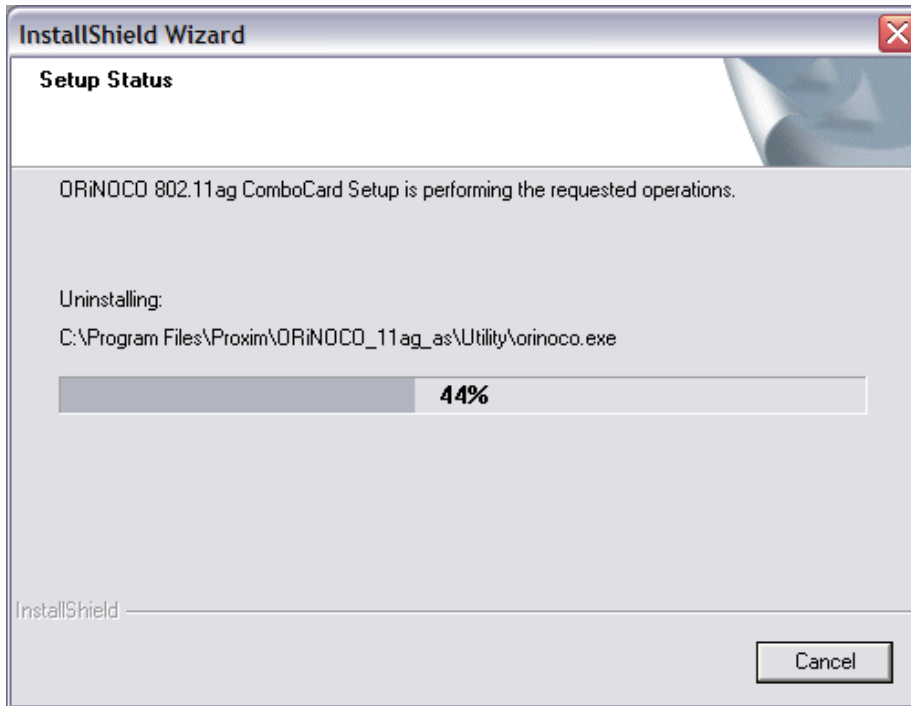 InstallShield Wizard
Setup Status
ORiNOCO 802.11ag ComboCard Setup is performing the requested operations.
Uninstalling:
C:\Program Files\Proxim\ORiNOCO_11ag_as\Utility\orinoco.exe
44%
InstallShield
Cancel